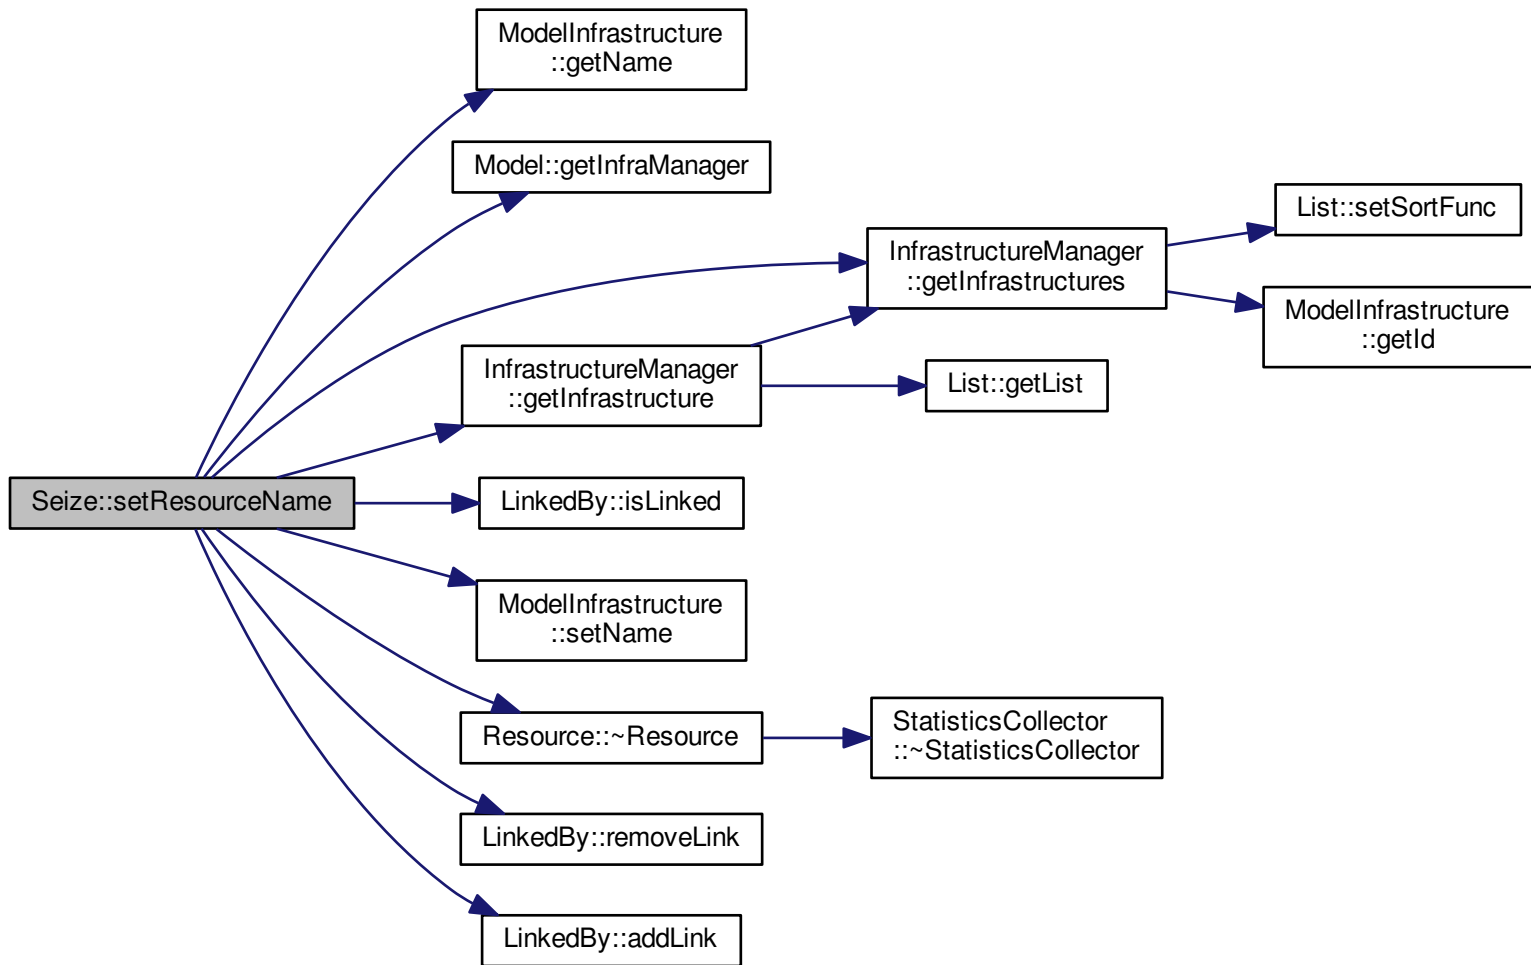 ModelInfrastructure
::getName
Model::getInfraManager
List::setSortFunc
InfrastructureManager
::getInfrastructures
ModelInfrastructure
::getId
InfrastructureManager
::getInfrastructure
List::getList
Seize::setResourceName
LinkedBy::isLinked
ModelInfrastructure
::setName
Resource::~Resource
StatisticsCollector
::~StatisticsCollector
LinkedBy::removeLink
LinkedBy::addLink